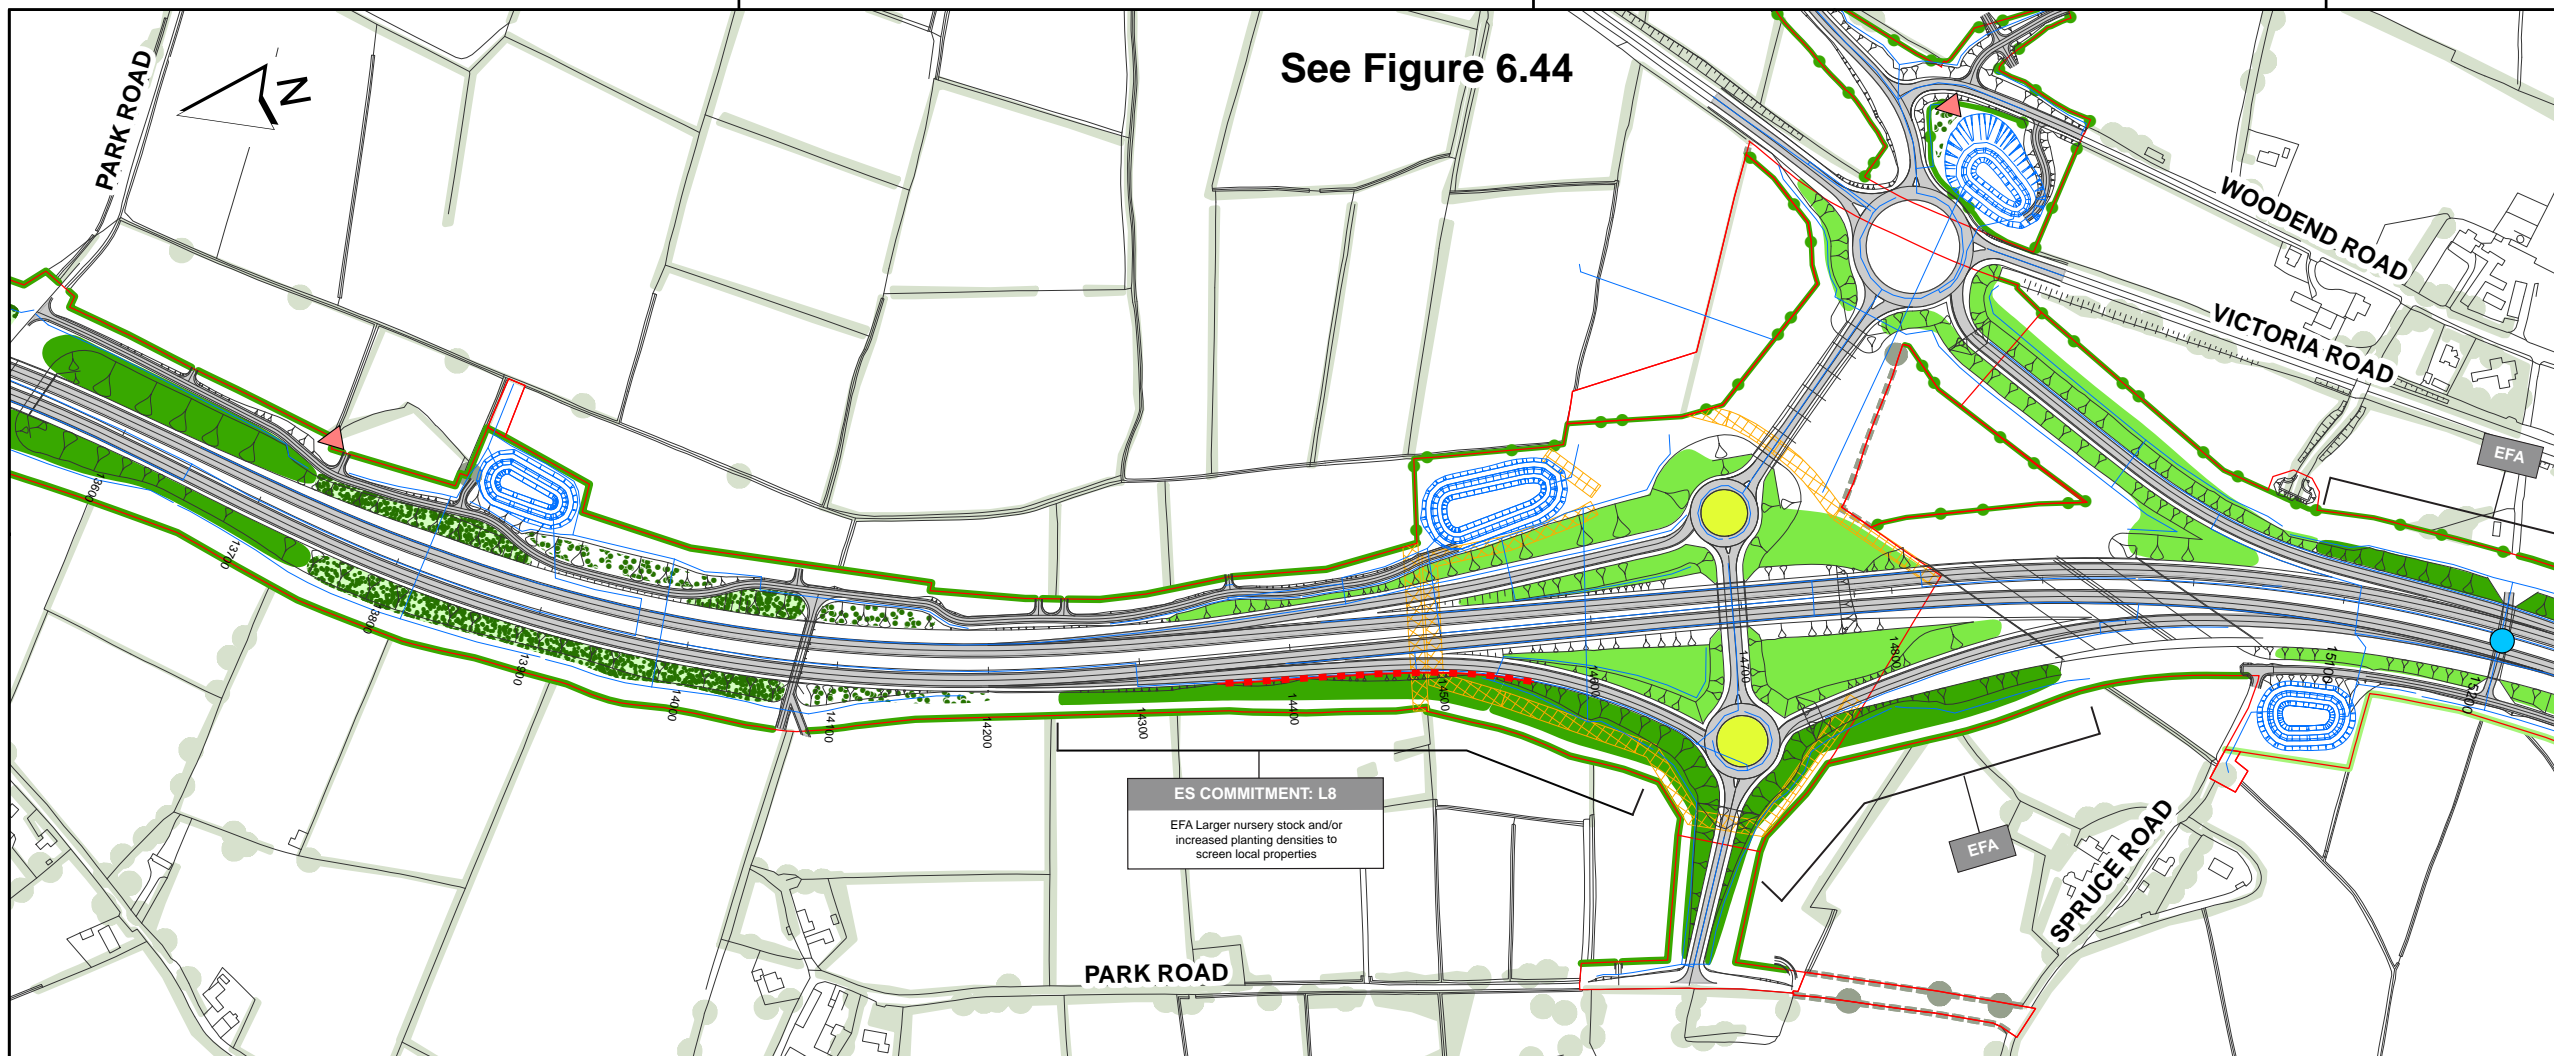 See Figure 6.44
PARK ROAD
N
WOODEND ROAD
VICTORIA ROAD
EFA
13600
13700
13800
13900
14000
14100
14200
14300
14400
14500
14600
14700
14800
15100
15200
ES COMMITMENT: L8
EFA Larger nursery stock and/or
increased planting densities to
screen local properties
EFA
SPRUCE ROAD
PARK ROAD